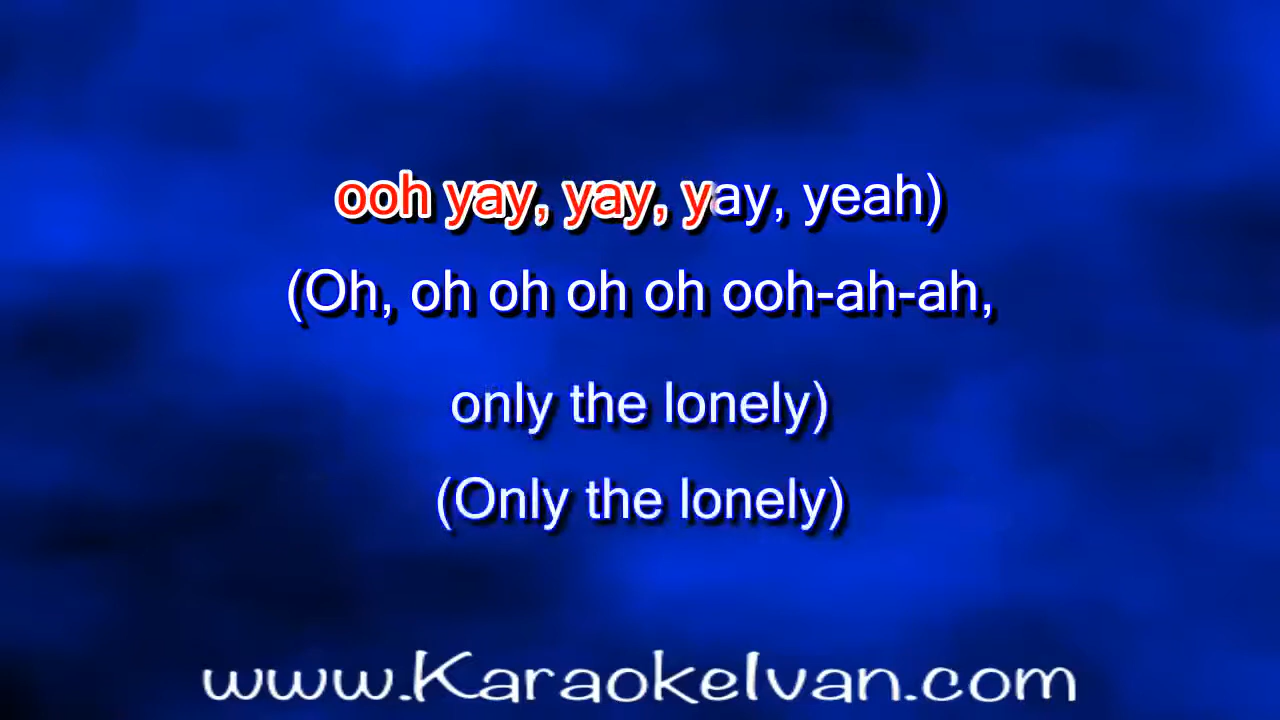 ooh yay, yay, yay, yeah)
(Oh, oh oh oh oh ooh-ah-ah,
only the lonely)
(Only the lonely)
www.KaraokeIvan.com